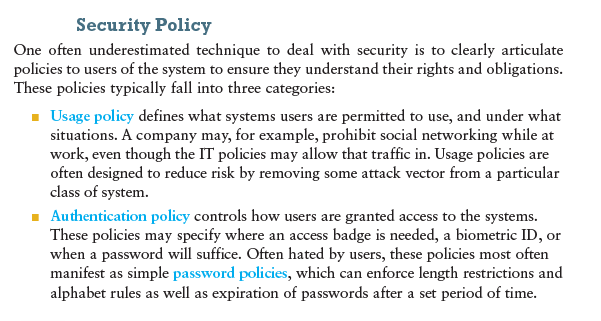 Security Policy
One often underestimated technique to deal with security is to clearly articulate
policies to users of the system to ensure they understand their rights and obligations.
These policies typically fall into three categories:
Usage policy defines what systems users are permitted to use, and under what
situations. A company may, for example, prohibit social networking while at
work, even though the IT policies may allow that traffic in. Usage policies are
often designed to reduce risk by removing some attack vector from a particular
class of system.
Authentication policy controls how users are granted access to the systems.
These policies may specify where an access badge is needed, a biometric ID, or
when a password will suffice. Often hated by users, these policies most often
manifest as simple password policies, which can enforce length restrictions and
alphabet rules as well as expiration of passwords after a set period of time.